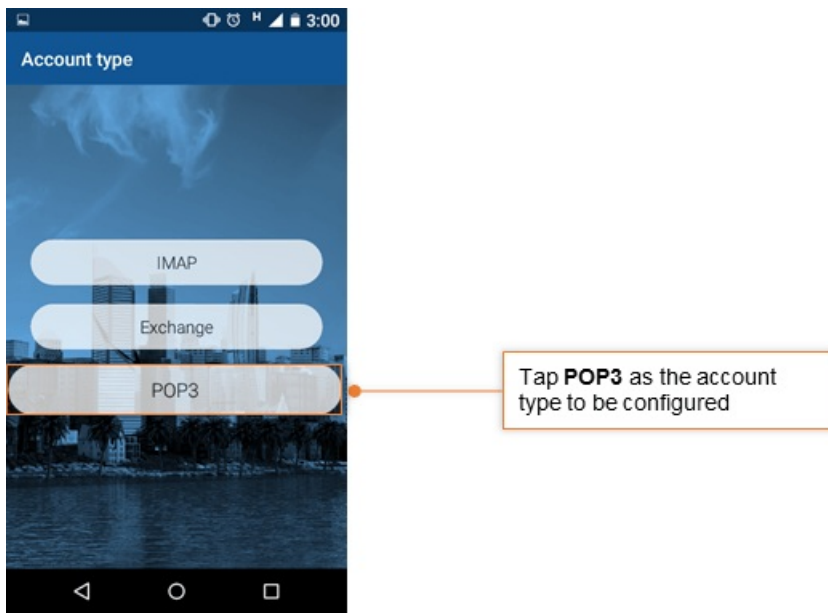 H 3:00
Account type
IMAP
Exchange
POP3
Tap POP3 as the account
type to be configured